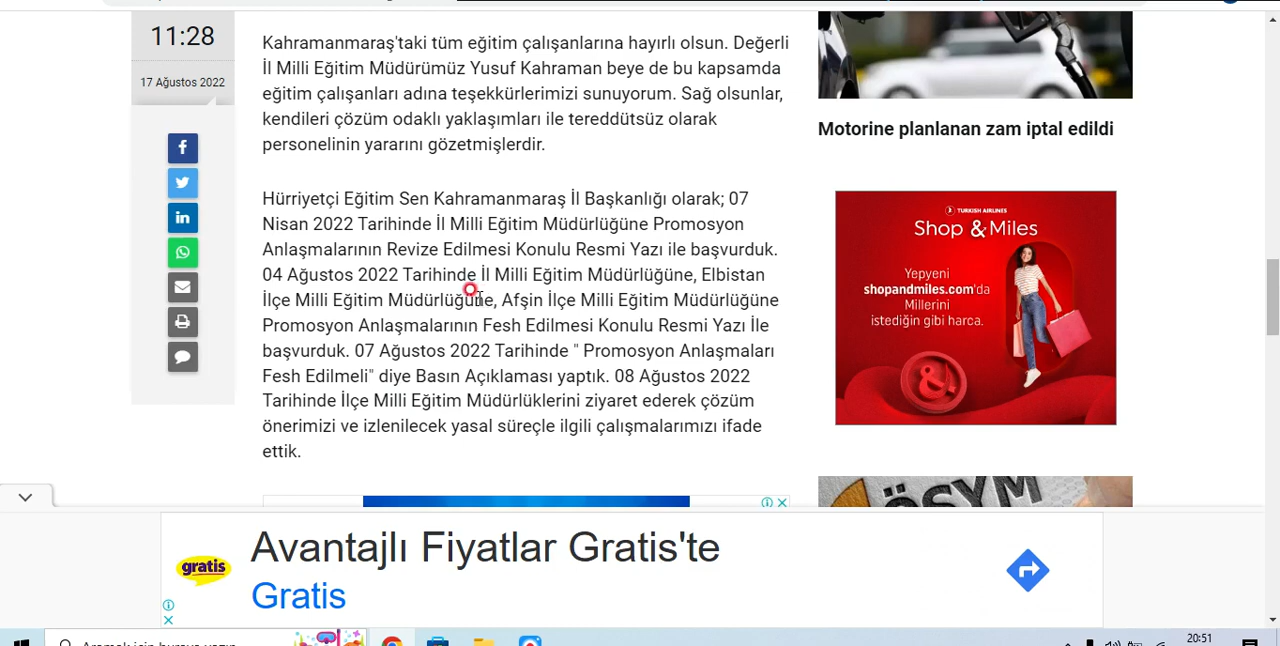 11:28
17 Ağustos 2022
Kahramanmaraş'taki tüm eğitim çalışanlarına hayırlı olsun. Değerli
İl Milli Eğitim Müdürümüz Yusuf Kahraman beye de bu kapsamda
eğitim çalışanları adına teşekkürlerimizi sunuyorum. Sağ olsunlar,
kendileri çözüm odaklı yaklaşımları ile tereddütsüz olarak
personelinin yararını gözetmişlerdir.
Hürriyetçi Eğitim Sen Kahramanmaraş İl Başkanlığı olarak; 07
Nisan 2022 Tarihinde İl Milli Eğitim Müdürlüğüne Promosyon
Anlaşmalarının Revize Edilmesi Konulu Resmi Yazı ile başvurduk.
04 Ağustos 2022 Tarihinde İl Milli Eğitim Müdürlüğüne, Elbistan
İlçe Milli Eğitim Müdürlüğüne, Afşin İlçe Milli Eğitim Müdürlüğüne
Promosyon Anlaşmalarının Fesh Edilmesi Konulu Resmi Yazı İle
başvurduk. 07 Ağustos 2022 Tarihinde " Promosyon Anlaşmaları
Fesh Edilmeli" diye Basın Açıklaması yaptık. 08 Ağustos 2022
Tarihinde İlçe Milli Eğitim Müdürlüklerini ziyaret ederek çözüm
önerimizi ve izlenilecek yasal süreçle ilgili çalışmalarımızı ifade
ettik.
Motorine planlanan zam iptal edildi
TURKISH AIRLINES
Shop &Miles
Yepyeni
shopandmiles.com'da
Millerini
istediğin gibi harca.
ÖSYM
gratis
Avantajlı Fiyatlar Gratis'te
Gratis
Aramak için buraya yazın
20:51